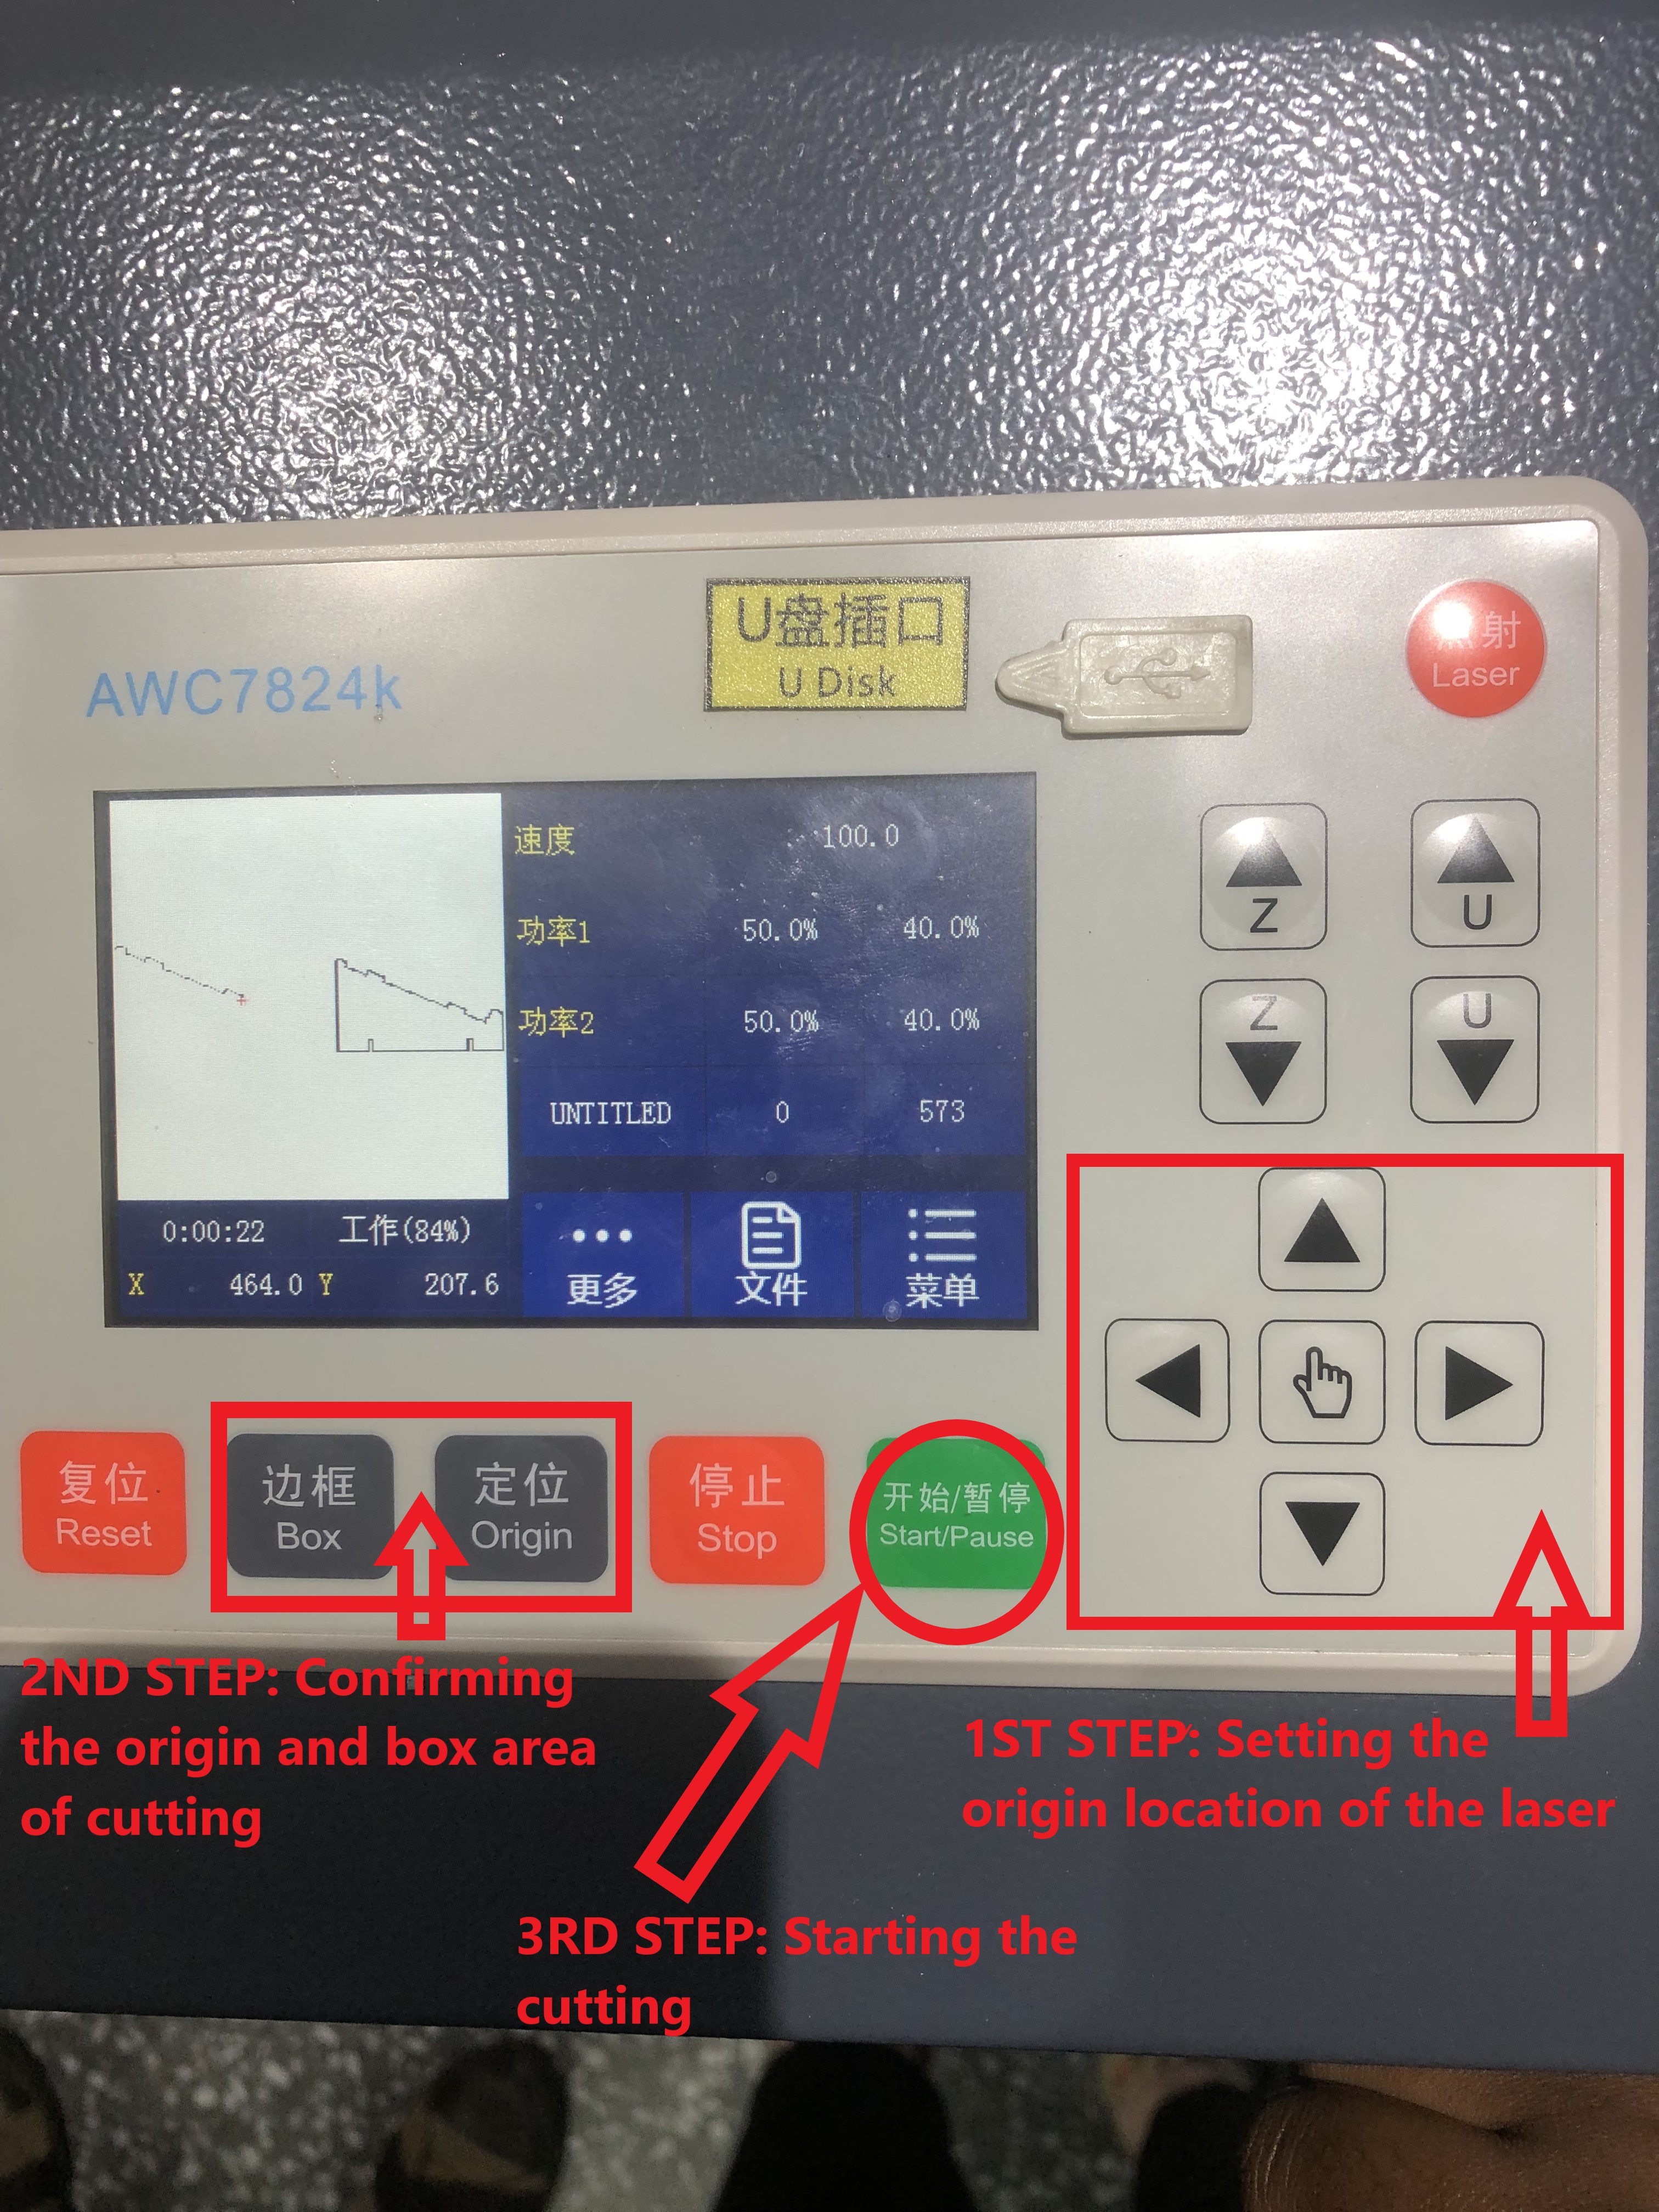 U盘插口
U Disk
AWC7824k
射
Laser
速度 100.0
功率1 50.0% 40.0%
功率2 50.0% 40.0%
UNTITLED 0 573
0:00:22 工作(84%)
X 464.0 Y 207.6
更多 文件 菜单
Z
U
Z
U
复位
Reset
边框
Box
定位
Origin
停止
Stop
开始/暂停
Start/Pause
2ND STEP: Confirming
the origin and box area
of cutting
1ST STEP: Setting the
origin location of the laser
3RD STEP: Starting the
cutting